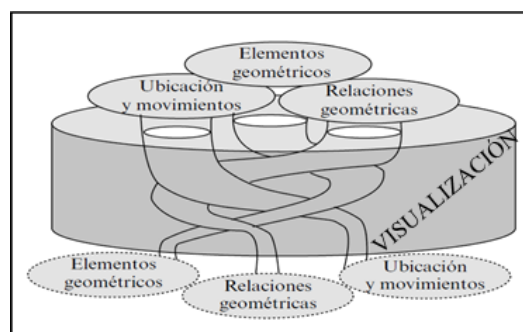 Elementos
geométricos
Ubicación
y movimientos
Relaciones
geométricas
VISUALIZACIÓN
Elementos
geométricos
Relaciones
geométricas
Ubicación
y movimientos